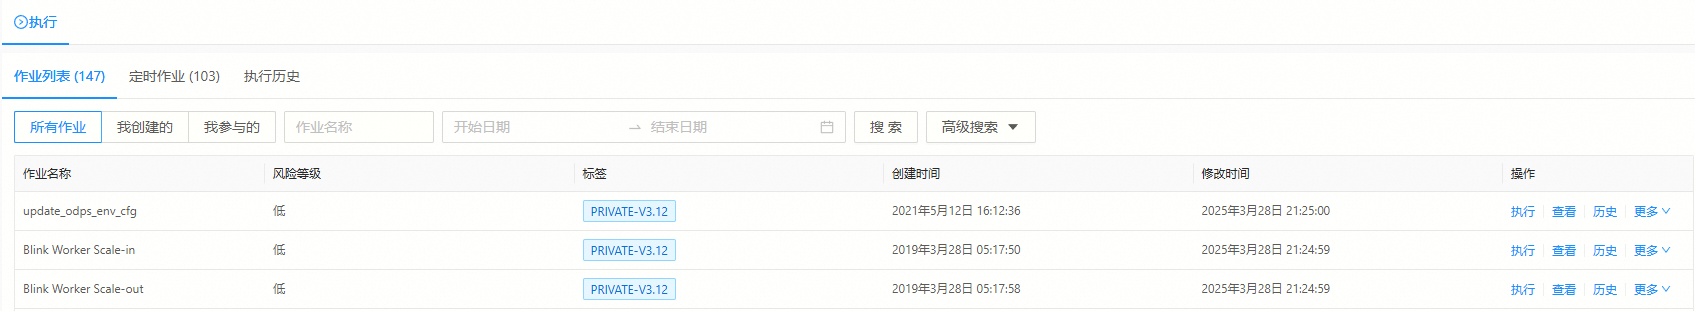 执行
作业列表 (147) 定时作业 (103) 执行历史
所有作业 我创建的 我参与的 作业名称 开始日期 → 结束日期 搜 索 高级搜索
作业名称 风险等级 标签 创建时间 修改时间 操作
update_odps_env_cfg 低 PRIVATE-V3.12 2021年5月12日 16:12:36 2025年3月28日 21:25:00 执行 查看 历史 更多
Blink Worker Scale-in 低 PRIVATE-V3.12 2019年3月28日 05:17:50 2025年3月28日 21:24:59 执行 查看 历史 更多
Blink Worker Scale-out 低 PRIVATE-V3.12 2019年3月28日 05:17:58 2025年3月28日 21:24:59 执行 查看 历史 更多